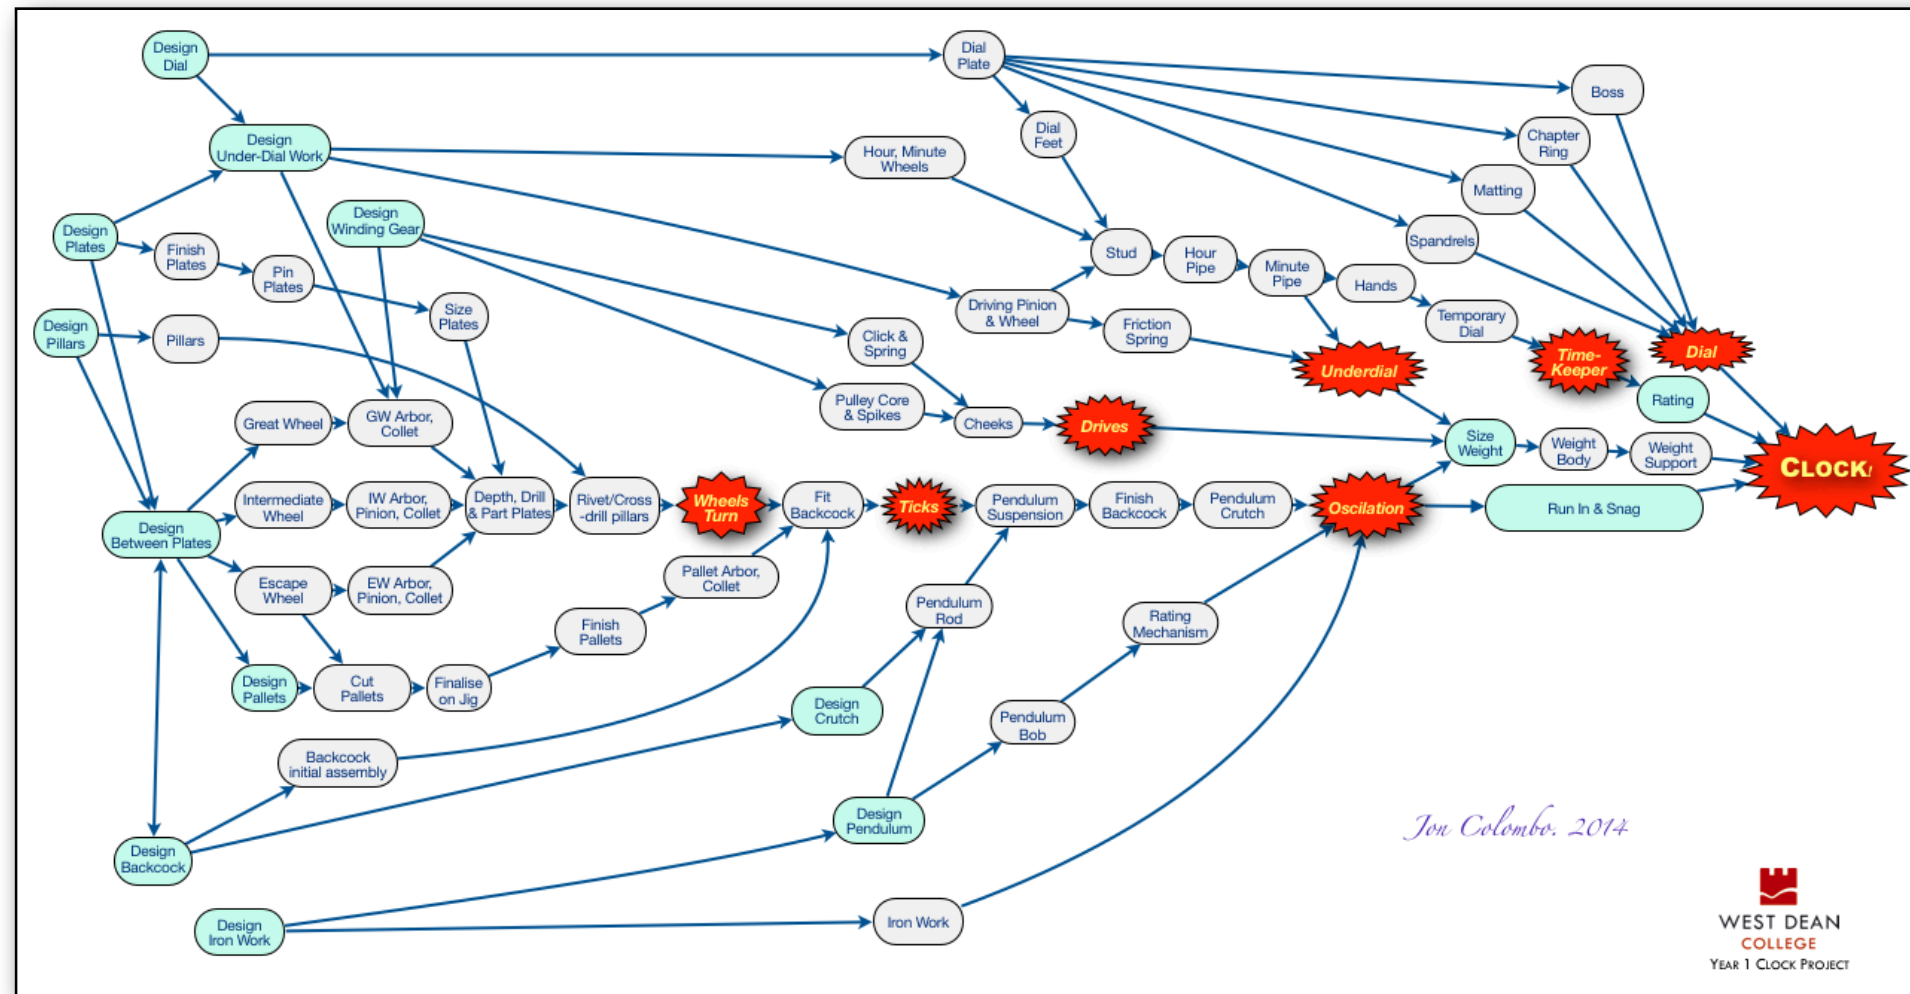 Design
Dial
Dial
Plate
Boss
Design
Under-Dial Work
Hour, Minute
Wheels
Dial
Feet
Chapter
Ring
Matting
Design
Winding Gear
Design
Plates
Finish
Plates
Pin
Plates
Size
Plates
Stud
Hour
Pipe
Minute
Pipe
Hands
Spandrels
Temporary
Dial
Driving Pinion
& Wheel
Friction
Spring
Design
Pillars
Pillars
Click &
Spring
Underdial
Time-
Keeper
Dial
Rating
Great Wheel
GW Arbor,
Collet
Pulley Core
& Spikes
Cheeks
Drives
Size
Weight
Weight
Body
Weight
Support
CLOCK!
Intermediate
Wheel
IW Arbor,
Pinion, Collet
Depth, Drill
& Part Plates
Rivet/Cross
-drill pillars
Wheels
Turn
Fit
Backcock
Ticks
Pendulum
Suspension
Finish
Backcock
Pendulum
Crutch
Oscilation
Run In & Snag
Design
Between Plates
Escape
Wheel
EW Arbor,
Pinion, Collet
Pallet Arbor,
Collet
Pendulum
Rod
Rating
Mechanism
Finish
Pallets
Design
Pallets
Cut
Pallets
Finalise
on Jig
Design
Crutch
Pendulum
Bob
Backcock
initial assembly
Design
Pendulum
Design
Backcock
Design
Iron Work
Iron Work
Jon Colombo. 2014
WEST DEAN
COLLEGE
YEAR 1 CLOCK PROJECT